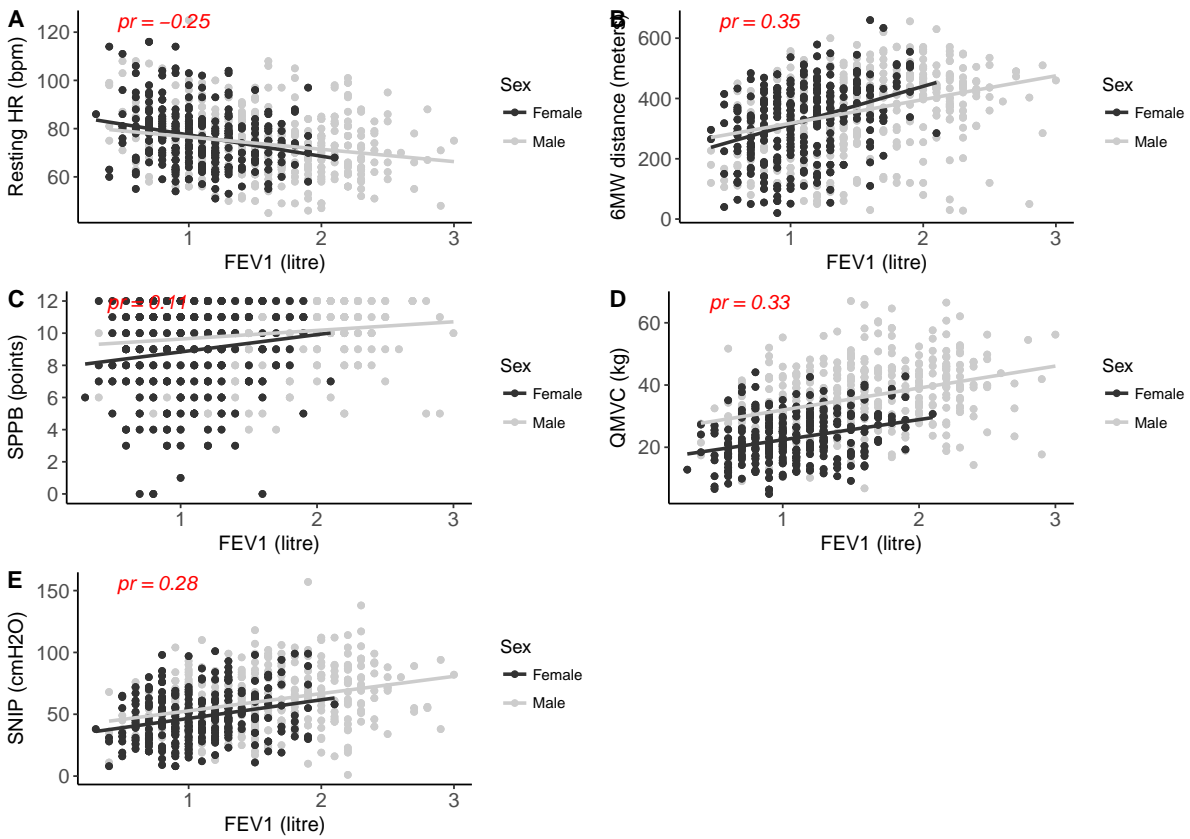 A
pr = −0.25
Resting HR (bpm)
120
100
80
60
1
2
3
FEV1 (litre)
Sex
Female
Male
B
pr = 0.35
6MW distance (meters)
600
400
200
0
1
2
3
FEV1 (litre)
Sex
Female
Male
C
pr = 0.11
SPPB (points)
12
10
8
6
4
2
0
1
2
3
FEV1 (litre)
Sex
Female
Male
D
pr = 0.33
QMVC (kg)
60
40
20
1
2
3
FEV1 (litre)
Sex
Female
Male
E
pr = 0.28
SNIP (cmH2O)
150
100
50
0
1
2
3
FEV1 (litre)
Sex
Female
Male